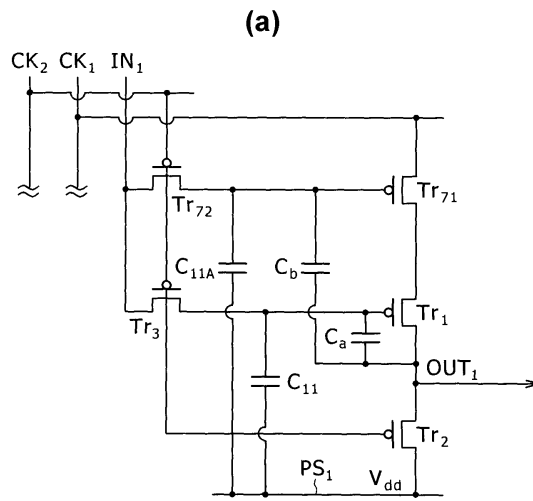 (a)
CK2 CK1 IN1
Tr72
Tr71
C11A
Cb
Tr3
Tr1
Ca
C11
OUT1
Tr2
PS1
Vdd